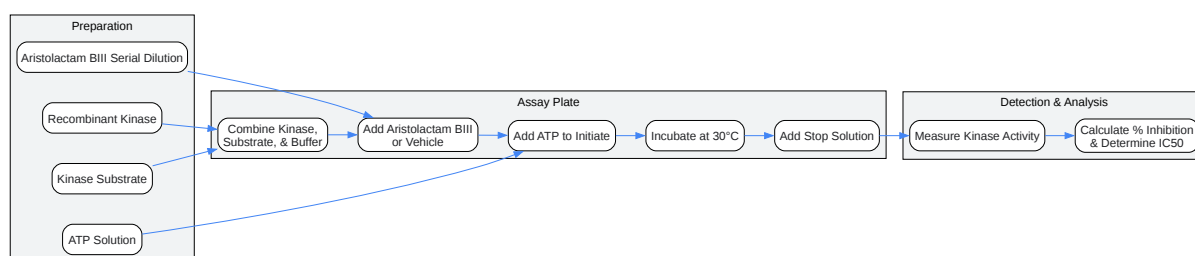 Preparation
Aristolactam BIII Serial Dilution
Recombinant Kinase
Kinase Substrate
ATP Solution
Assay Plate
Combine Kinase,
Substrate, & Buffer
Add Aristolactam BIII
or Vehicle
Add ATP to Initiate
Incubate at 30°C
Add Stop Solution
Detection & Analysis
Measure Kinase Activity
Calculate % Inhibition
& Determine IC50